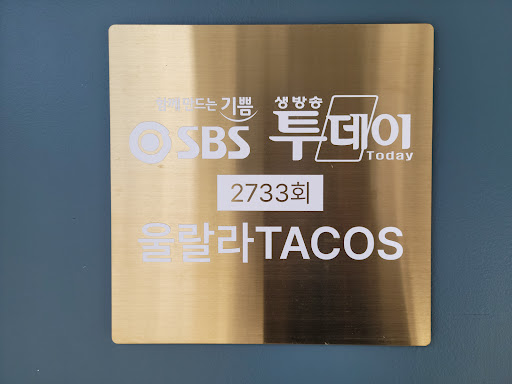 함께 만드는 기쁨
SBS
생방송
투데이
Today
2733회
울랄라TACOS